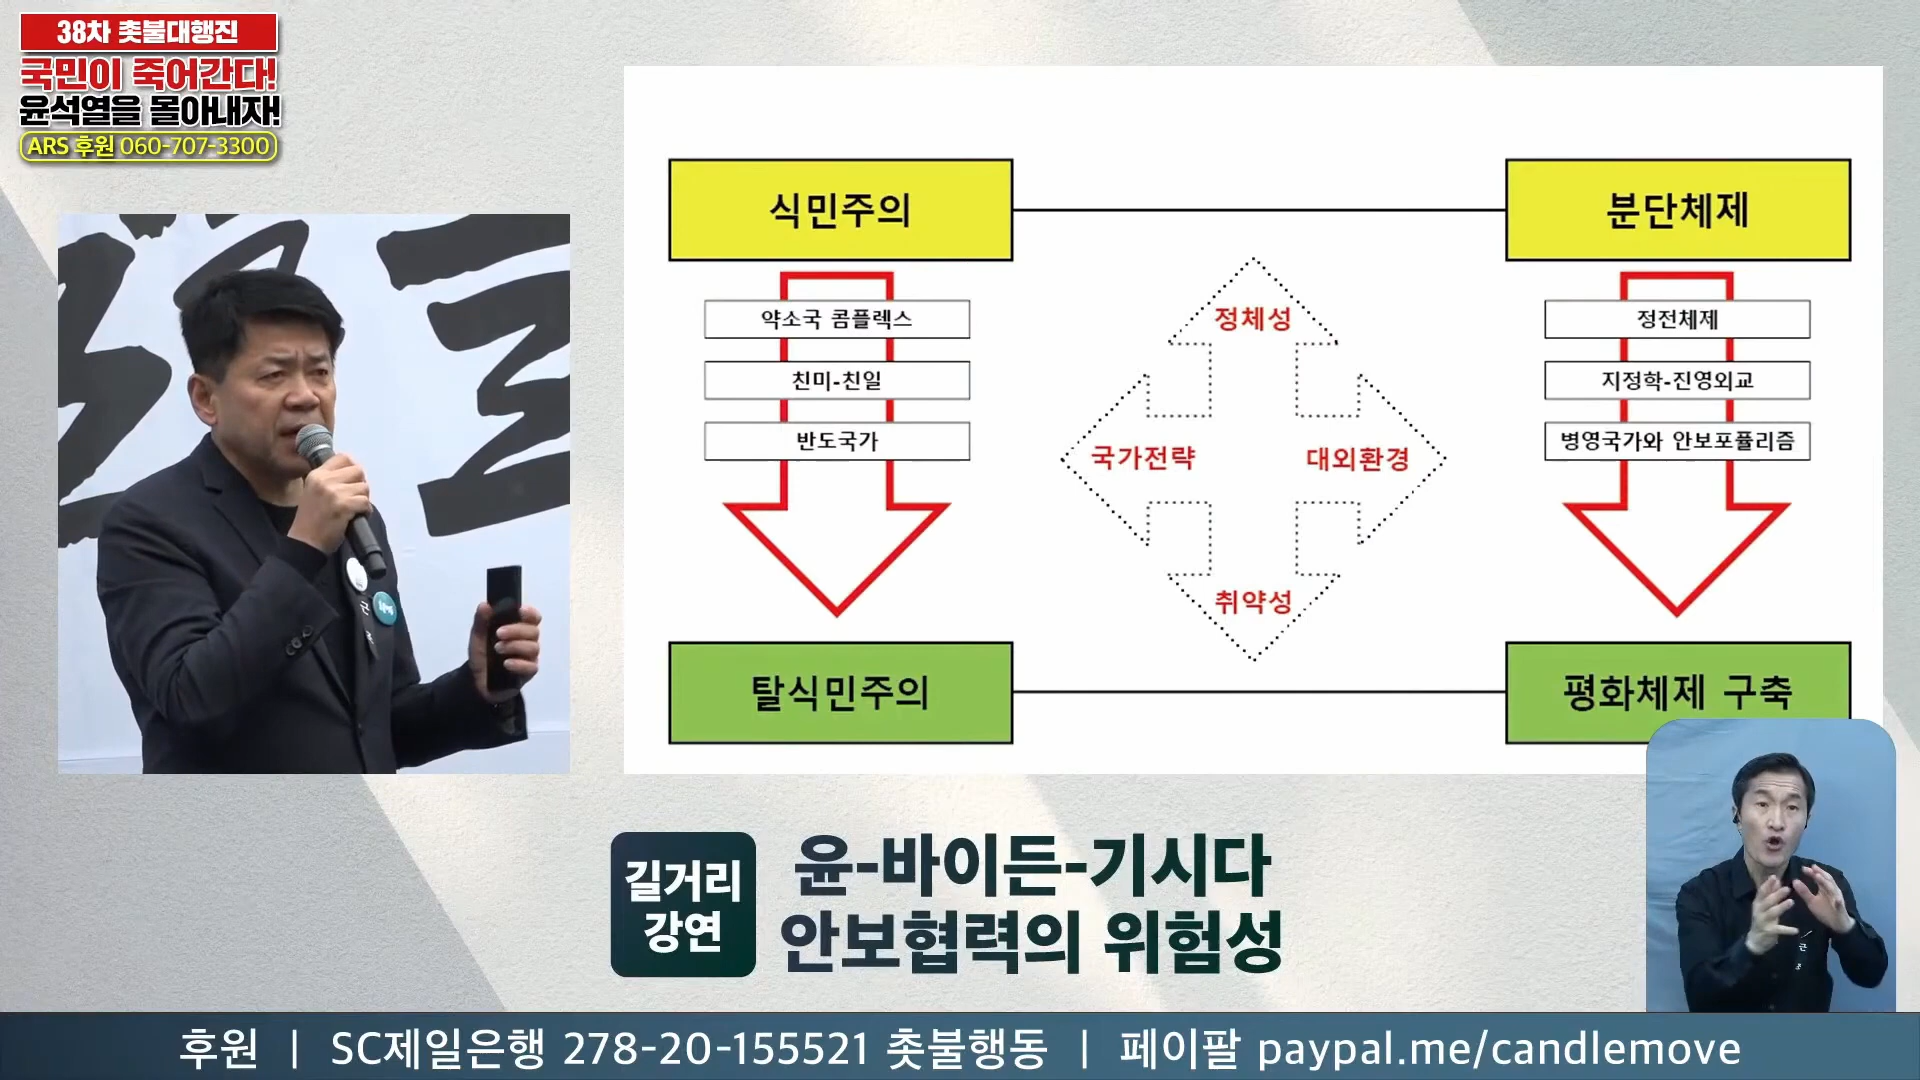 38차 촛불대행진
국민이 죽어간다!
윤석열을 몰아내자!
ARS 후원 060-707-3300
식민주의
분단체제
약소국 콤플렉스
친미-친일
반도국가
정체성
국가전략
대외환경
취약성
정전체제
지정학-진영외교
병영국가와 안보포퓰리즘
탈식민주의
평화체제 구축
길거리
강연
윤-바이든-기시다
안보협력의 위험성
후원 | SC제일은행 278-20-155521 촛불행동 | 페이팔 paypal.me/candlemove